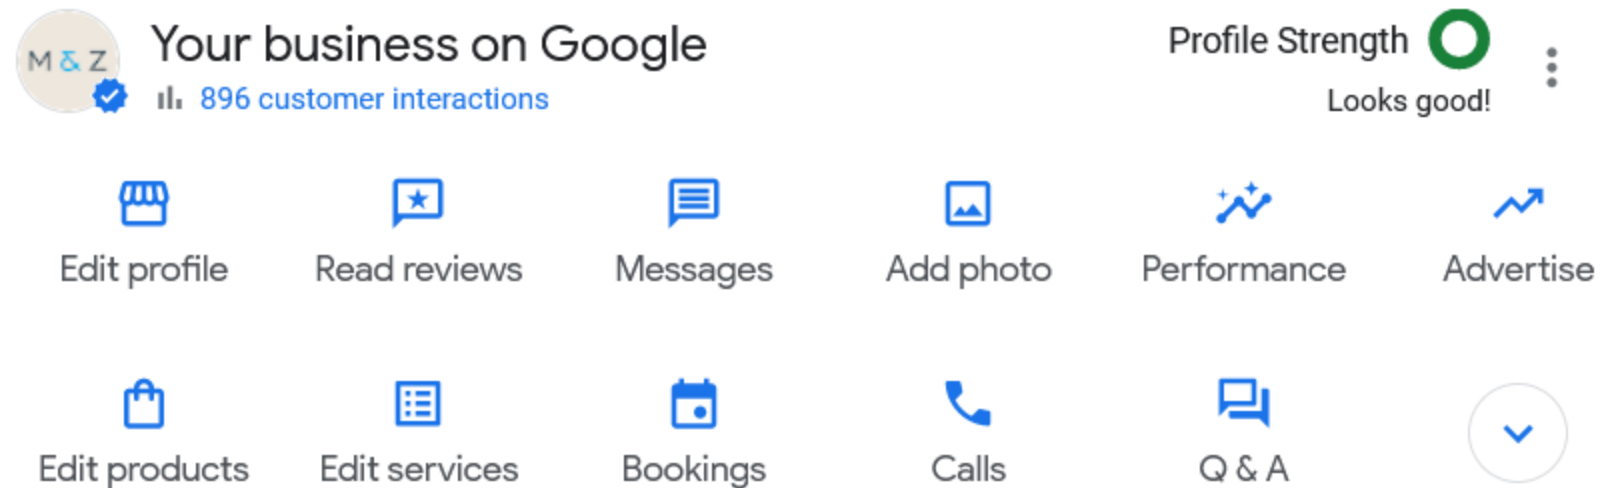 M & Z
Your business on Google
896 customer interactions
Profile Strength
Looks good!
Edit profile
Read reviews
Messages
Add photo
Performance
Advertise
Edit products
Edit services
Bookings
Calls
Q & A